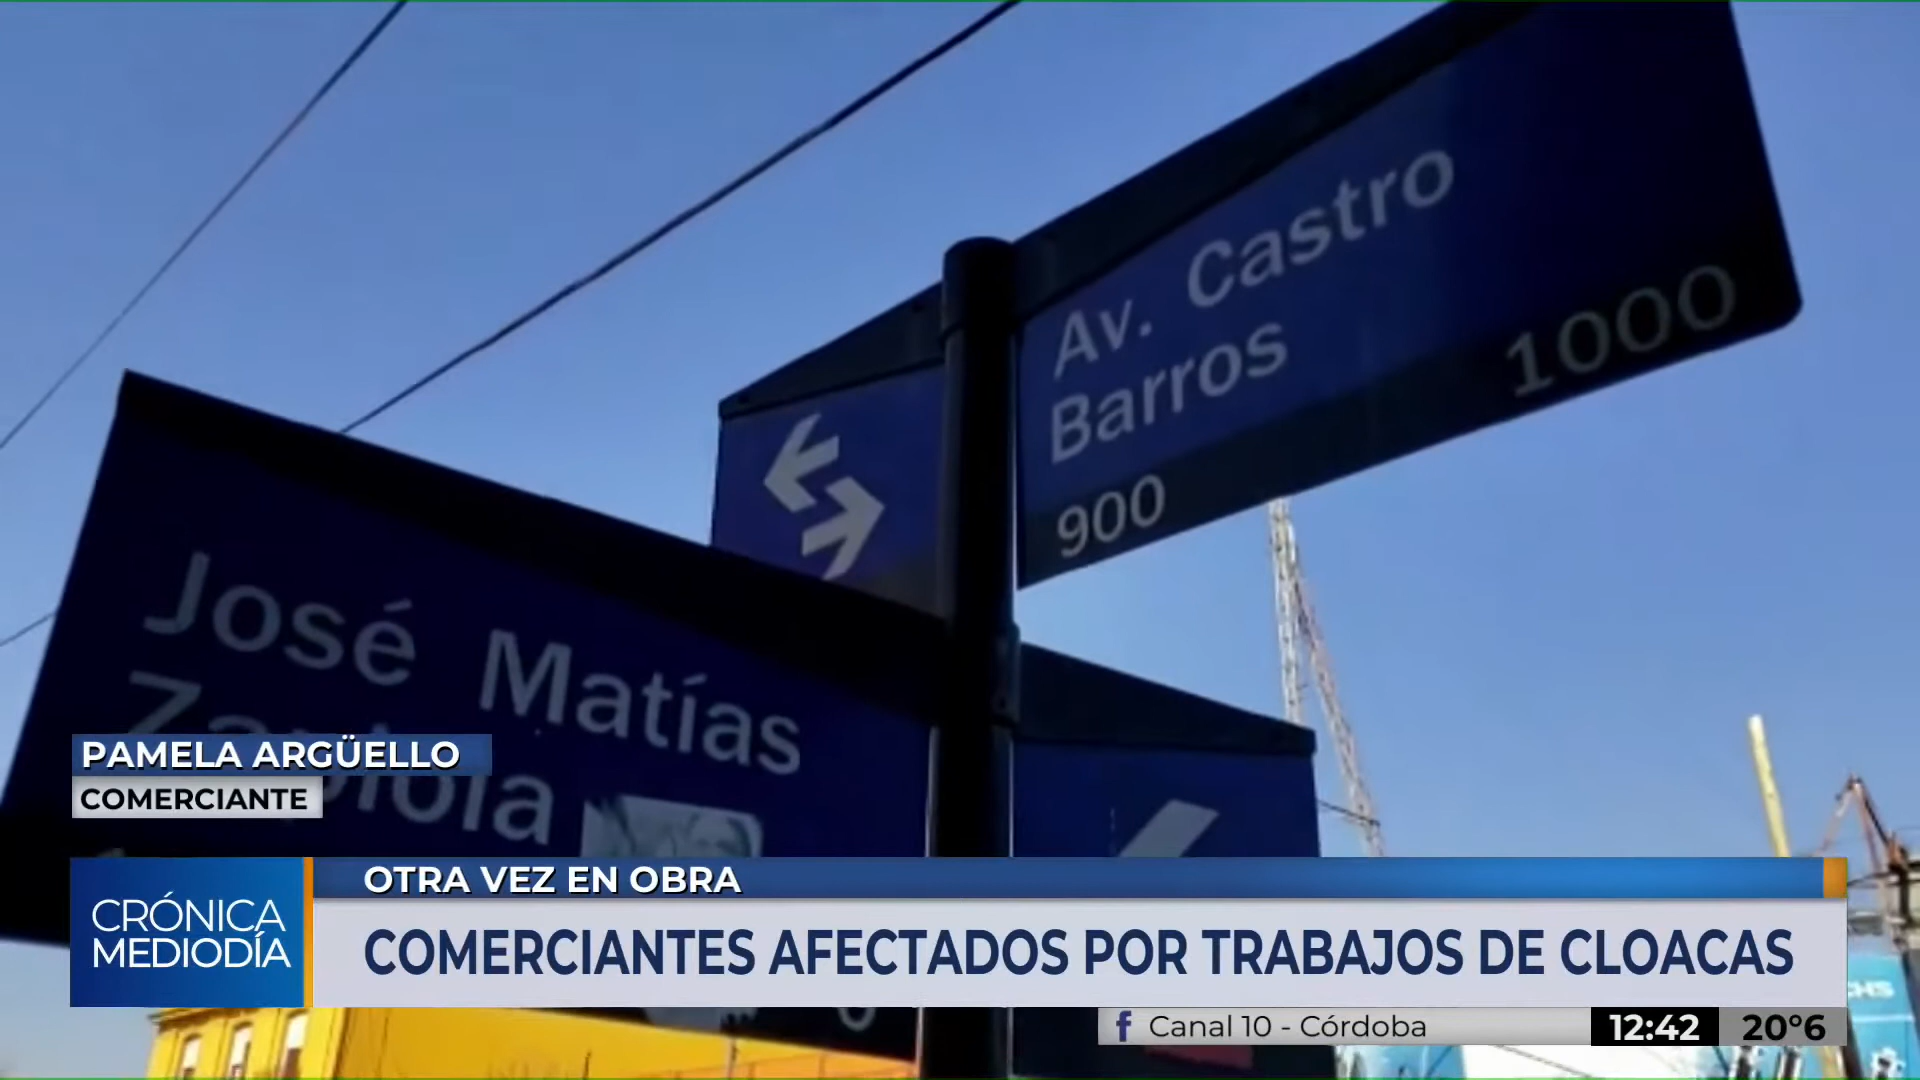 Av. Castro
Barros
900
1000
José Matías
Zapiola
PAMELA ARGÜELLO
COMERCIANTE
CRÓNICA
MEDIODÍA
OTRA VEZ EN OBRA
COMERCIANTES AFECTADOS POR TRABAJOS DE CLOACAS
Canal 10 - Córdoba
12:42
20°6